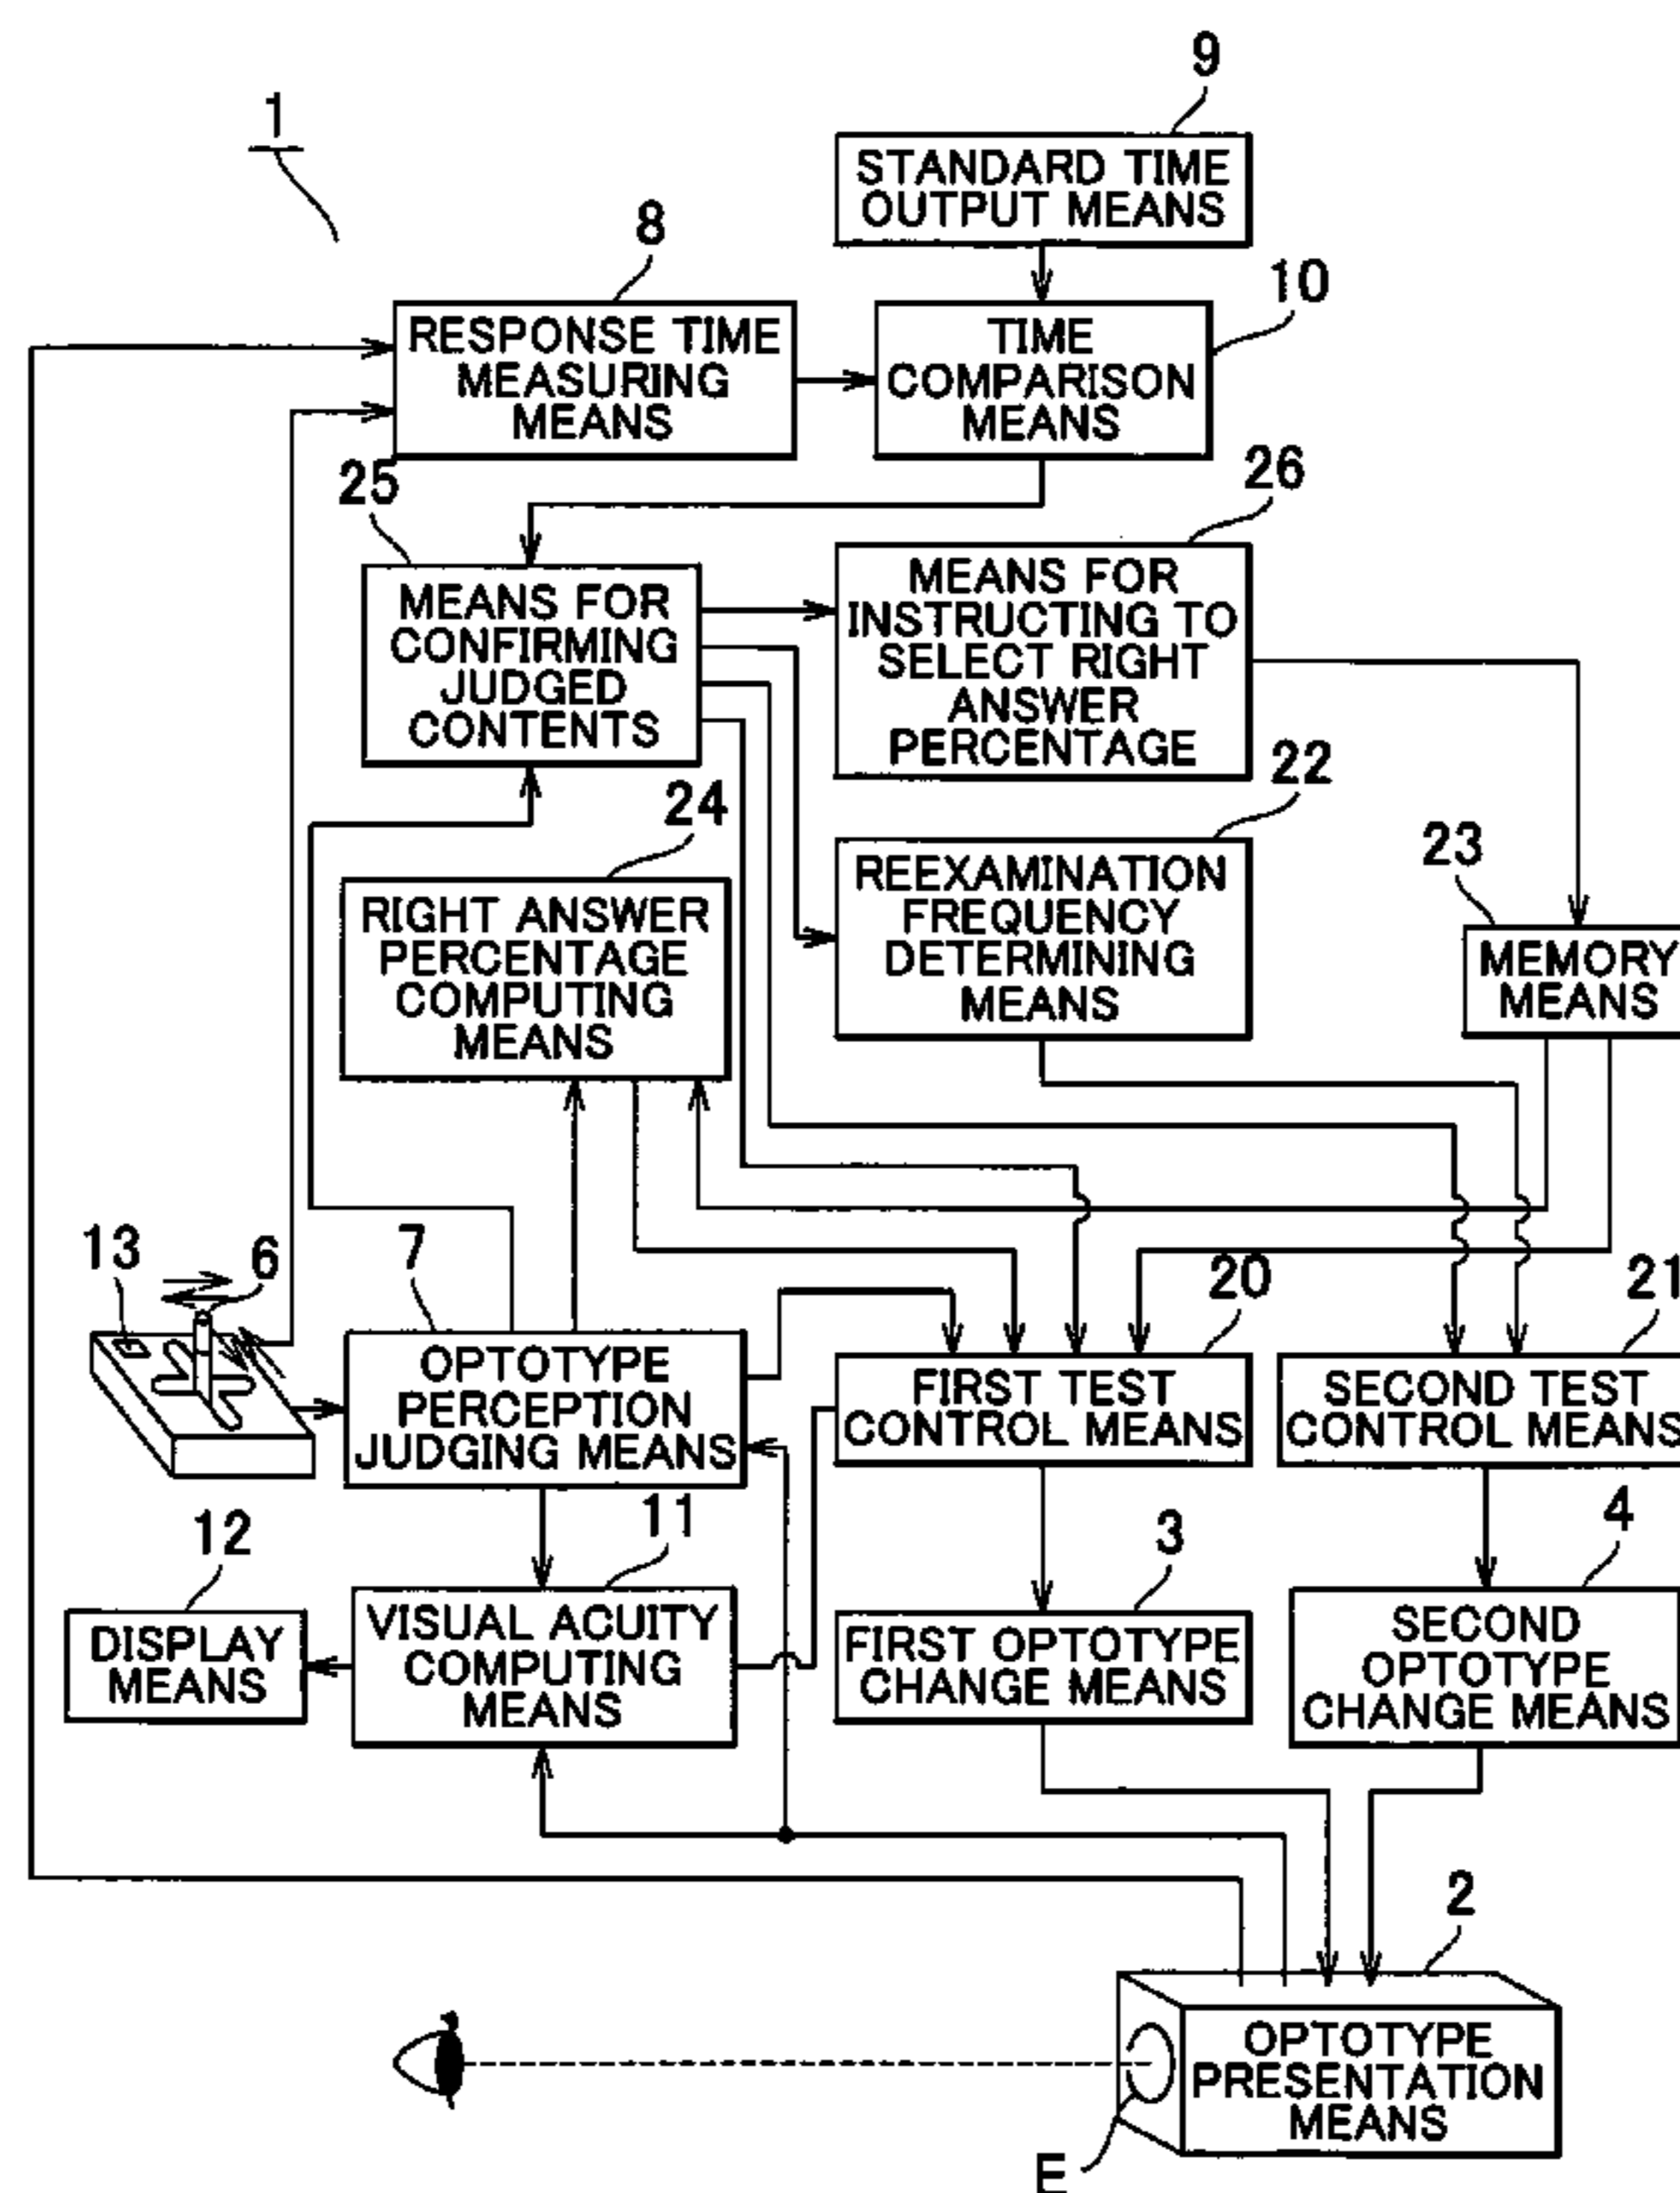 9
1
STANDARD TIME
OUTPUT MEANS
8
10
RESPONSE TIME
MEASURING
MEANS
TIME
COMPARISON
MEANS
25
26
MEANS FOR
CONFIRMING
JUDGED
CONTENTS
MEANS FOR
INSTRUCTING TO
SELECT RIGHT
ANSWER
PERCENTAGE
24
22
23
RIGHT ANSWER
PERCENTAGE
COMPUTING
MEANS
REEXAMINATION
FREQUENCY
DETERMINING
MEANS
MEMORY
MEANS
13
6
7
20
21
OPTOTYPE
PERCEPTION
JUDGING MEANS
FIRST TEST
CONTROL MEANS
SECOND TEST
CONTROL MEANS
12
11
3
4
DISPLAY
MEANS
VISUAL ACUITY
COMPUTING
MEANS
FIRST OPTOTYPE
CHANGE MEANS
SECOND
OPTOTYPE
CHANGE MEANS
2
OPTOTYPE
PRESENTATION
MEANS
E